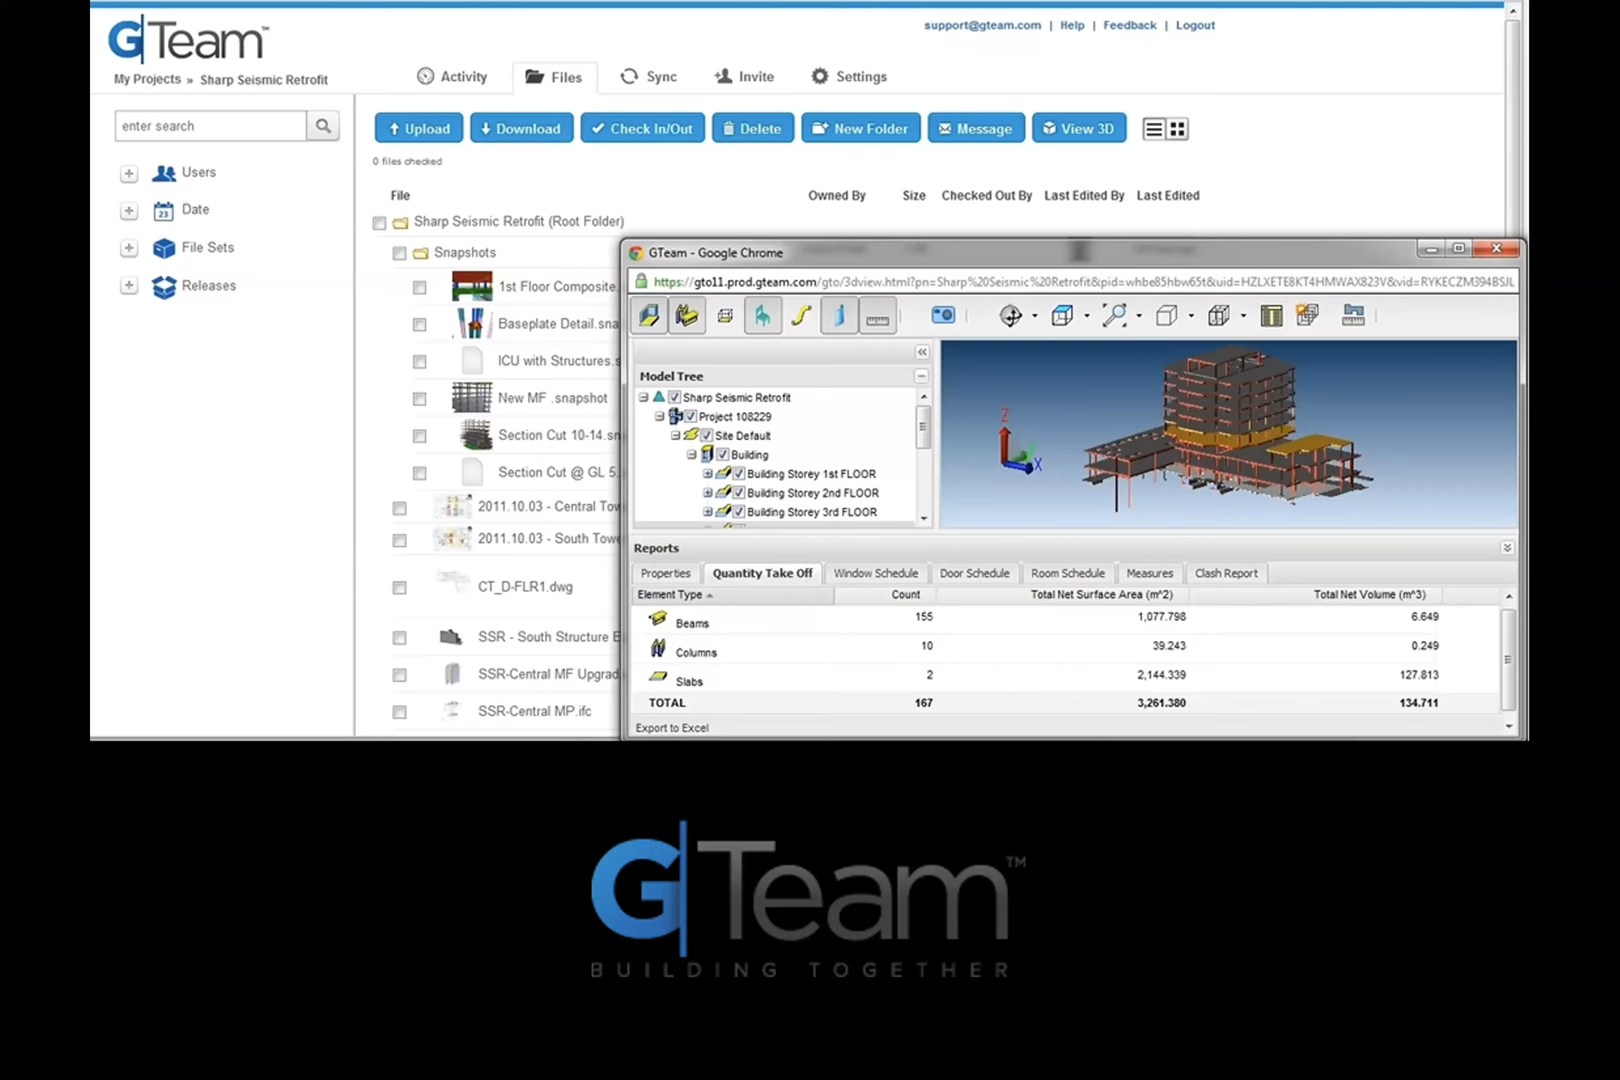 GTeam™
support@gteam.com | Help | Feedback | Logout
My Projects » Sharp Seismic Retrofit
Activity Files Sync Invite Settings
enter search
Upload Download Check In/Out Delete New Folder Message View 3D
0 files checked
Users
23 Date
File Sets
Releases
File Owned By Size Checked Out By Last Edited By Last Edited
Sharp Seismic Retrofit (Root Folder)
Snapshots
1st Floor Composite.
Baseplate Detail.sna
ICU with Structures.s
New MF .snapshot
Section Cut 10-14.sn
Section Cut @ GL 5.
2011.10.03 - Central Tow
2011.10.03 - South Towe
CT_D-FLR1.dwg
SSR - South Structure E
SSR-Central MF Upgrad
SSR-Central MP.ifc
GTeam - Google Chrome
https://gto11.prod.gteam.com/gto/3dview.html?pn=Sharp%20Seismic%20Retrofit&pid=whbe85hbw65t&uid=HZLXETE8KT4HMWAX823V&vid=RYKECZM394BSJL
Model Tree
Sharp Seismic Retrofit
Project 108229
Site Default
Building
Building Storey 1st FLOOR
Building Storey 2nd FLOOR
Building Storey 3rd FLOOR
Z
X
Reports
Properties Quantity Take Off Window Schedule Door Schedule Room Schedule Measures Clash Report
Element Type Count Total Net Surface Area (m^2) Total Net Volume (m^3)
Beams 155 1,077.798 6.649
Columns 10 39.243 0.249
Slabs 2 2,144.339 127.813
TOTAL 167 3,261.380 134.711
Export to Excel
GTeam™
BUILDING TOGETHER